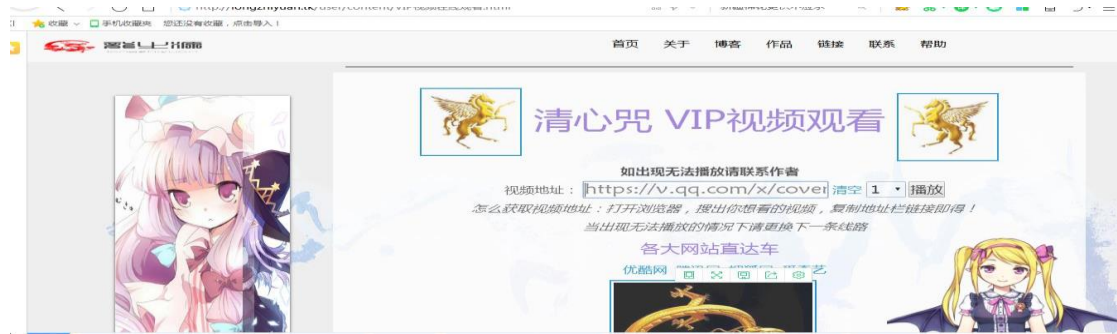 收藏 手机收藏夹 您还没有收藏，点击导入！
首页 关于 博客 作品 链接 联系 帮助
清心咒 VIP视频观看
如出现无法播放请联系作者
视频地址： https://v.qq.com/x/cover 清空 1 播放
怎么获取视频地址：打开浏览器，搜出你想看的视频，复制地址栏链接即得！
当出现无法播放的情况下请更换下一条线路
各大网站直达车
优酷网